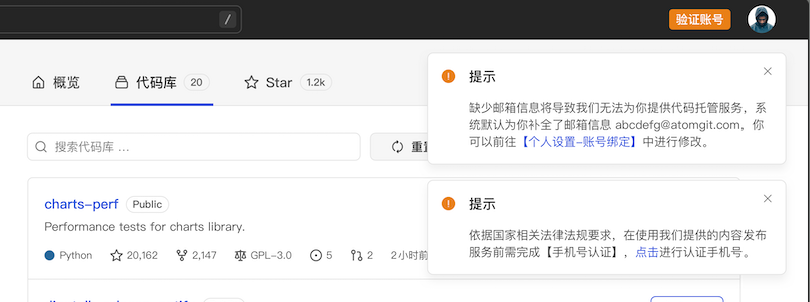 /
验证账号
概览
代码库 20
Star 1.2k
提示
缺少邮箱信息将导致我们无法为你提供代码托管服务，系
统默认为你补全了邮箱信息 abcdefg@atomgit.com。你
可以前往【个人设置-账号绑定】中进行修改。
搜索代码库 ...
重置
charts-perf Public
Performance tests for charts library.
Python 20,162 2,147 GPL-3.0 5 2 2小时前
提示
依据国家相关法律法规要求，在使用我们提供的内容发布
服务前需完成【手机号认证】，点击进行认证手机号。